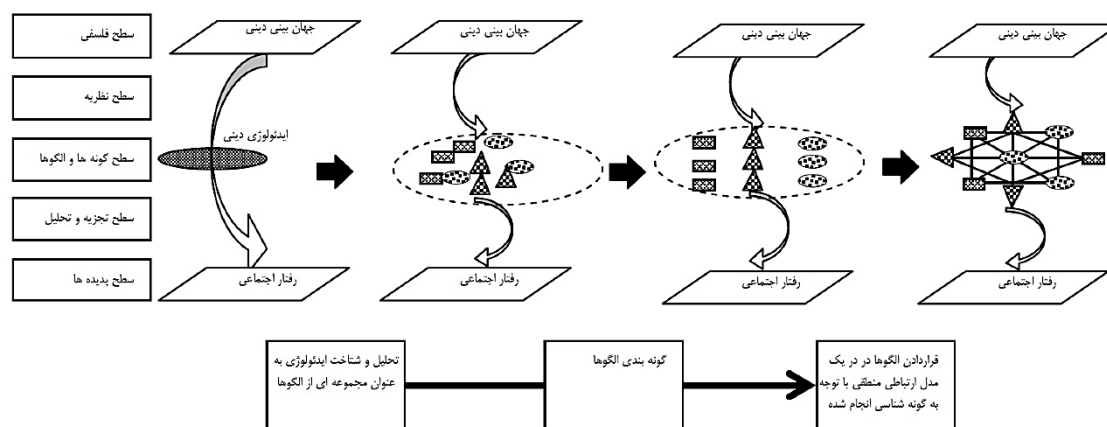 سطح فلسفی
سطح نظریه
سطح گونه ها و الگوها
سطح تجزیه و تحلیل
سطح پدیده ها
جهان بینی دینی
ایدئولوژی دینی
رفتار اجتماعی
جهان بینی دینی
رفتار اجتماعی
جهان بینی دینی
رفتار اجتماعی
جهان بینی دینی
رفتار اجتماعی
تحلیل و شتاخت ایدئولوژی به
عنوان مجموعه ای از الگوها
گونه بندی الگوها
قراردادن الگوها در در یک
مدل ارتباطی منطقی با توجه
به گونه شناسی انجام شده